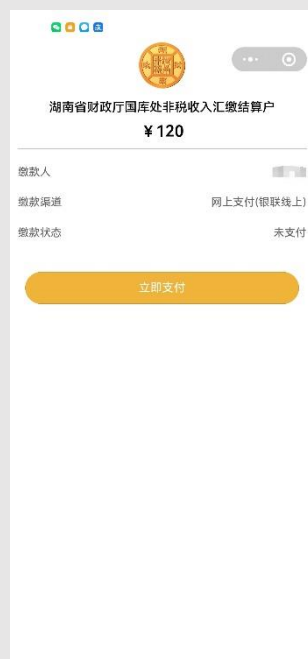 湖南省财政厅国库处非税收入汇缴结算户
¥120
缴款人
缴款渠道
网上支付(银联线上)
缴款状态
未支付
立即支付